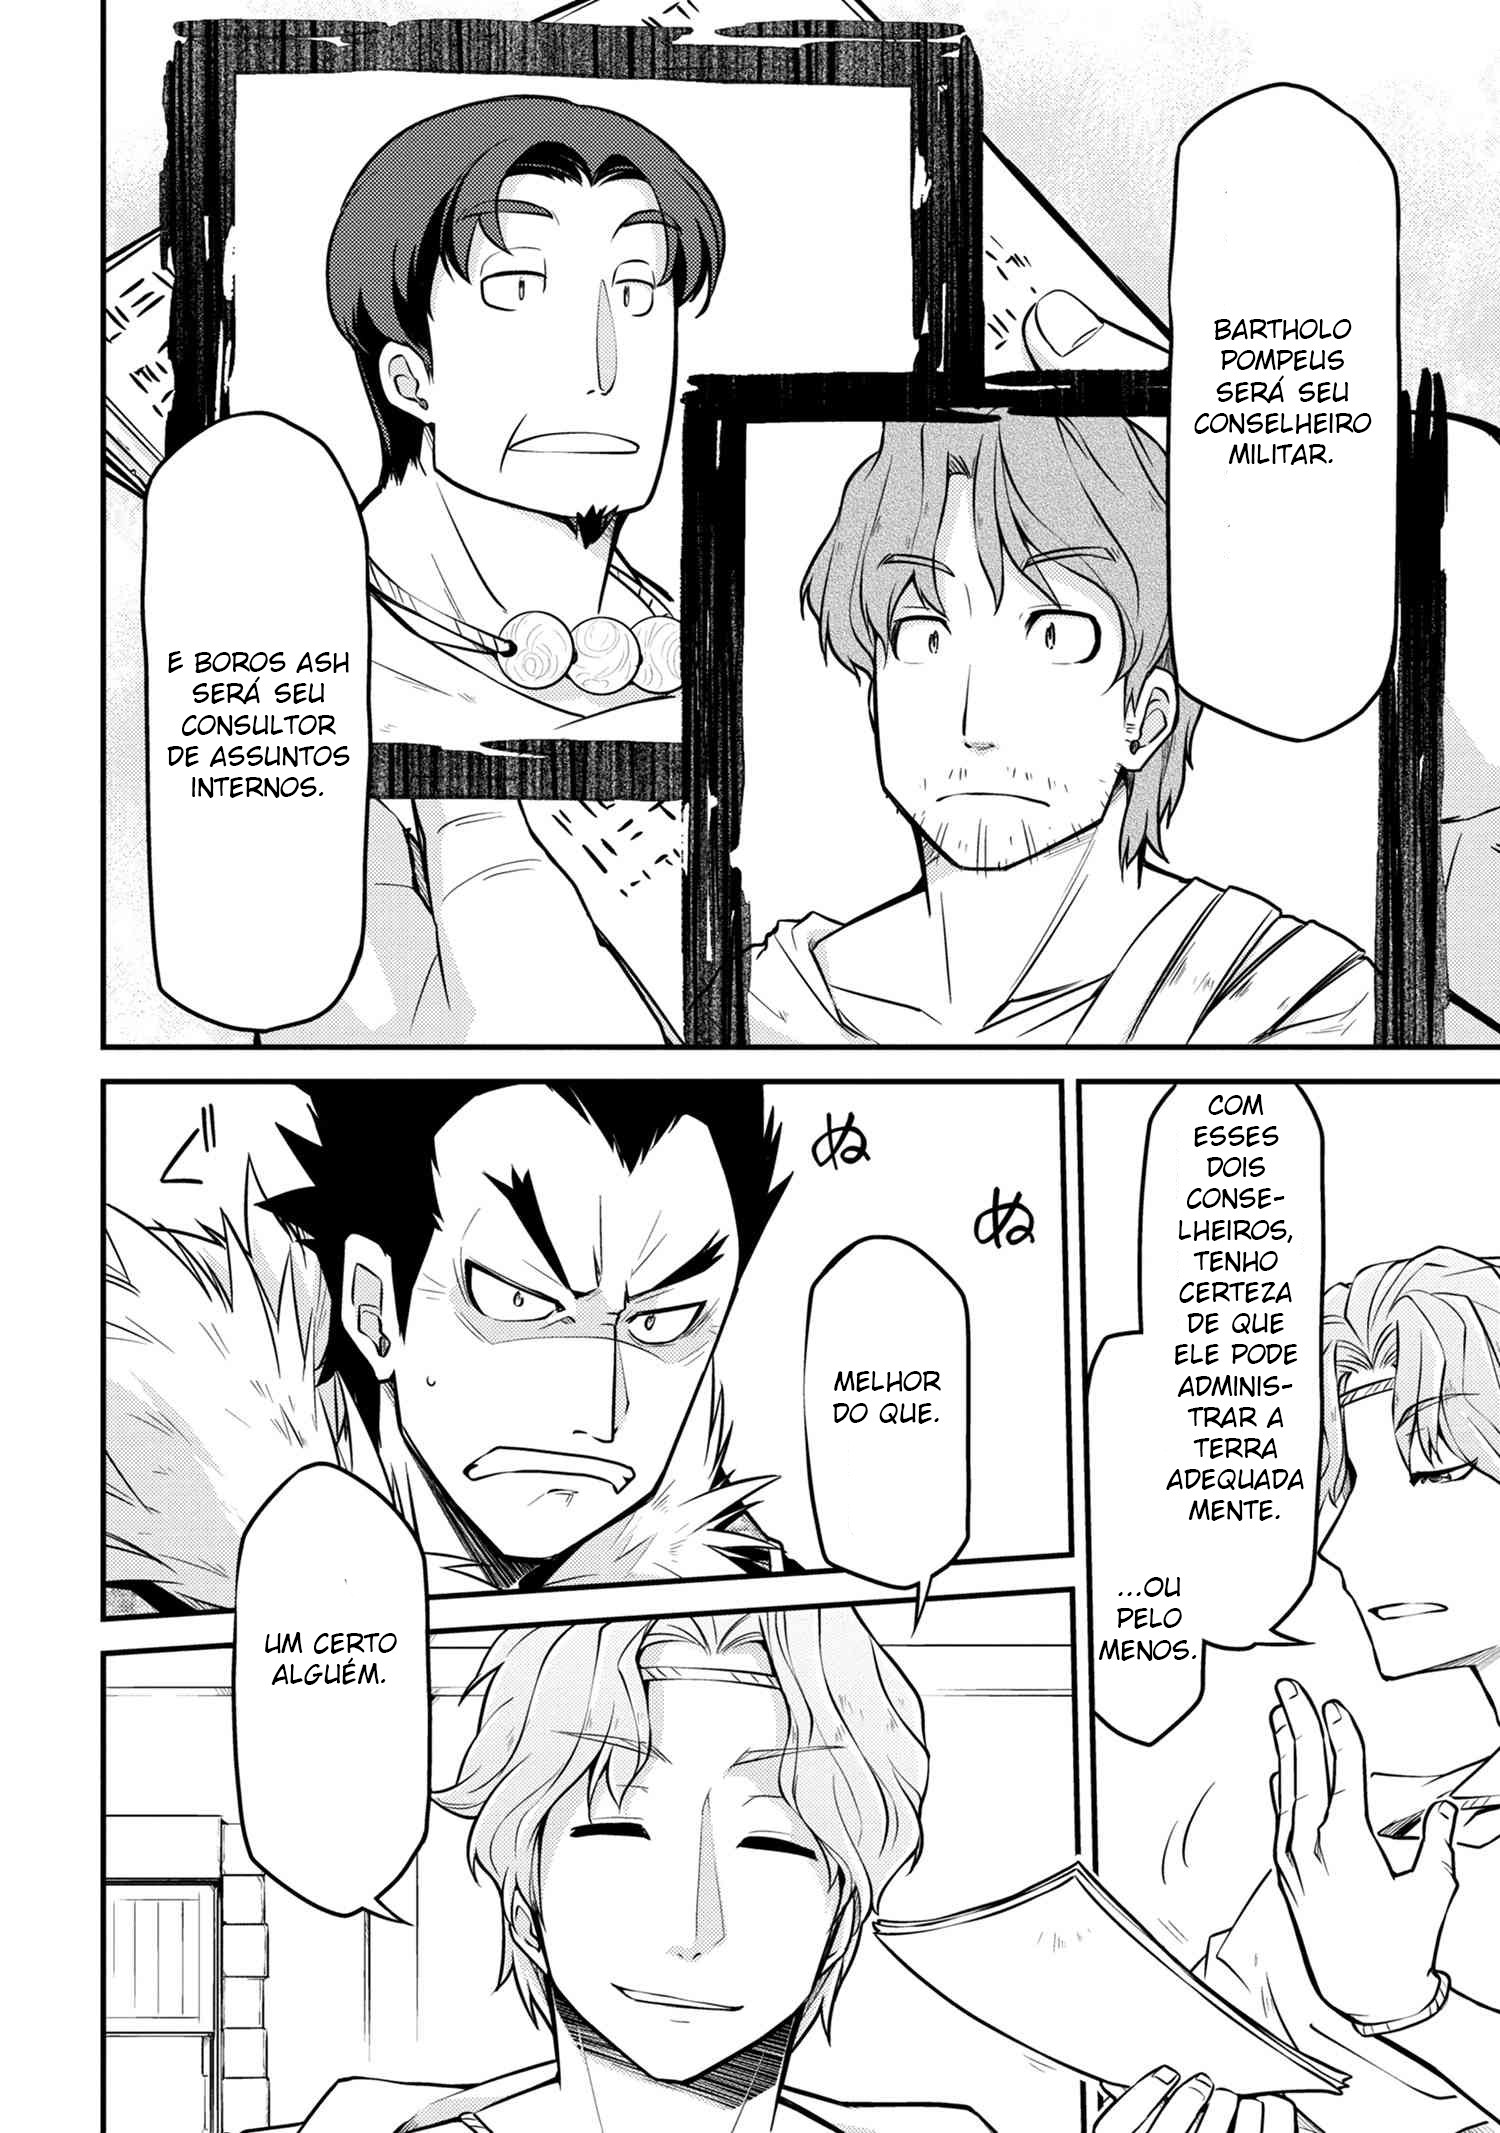 BARTHOLO
POMPEUS
SERÁ SEU
CONSELHEIRO
MILITAR.
E BOROS ASH
SERÁ SEU
CONSULTOR
DE ASSUNTOS
INTERNOS.
COM
ESSES
DOIS
CONSE-
LHEIROS,
TENHO
CERTEZA
DE QUE
ELE PODE
ADMINIS-
TRAR A
TERRA
ADEQUADA
MENTE.
...OU
PELO
MENOS.
ぬ
ぬ
MELHOR
DO QUE.
UM CERTO
ALGUÉM.